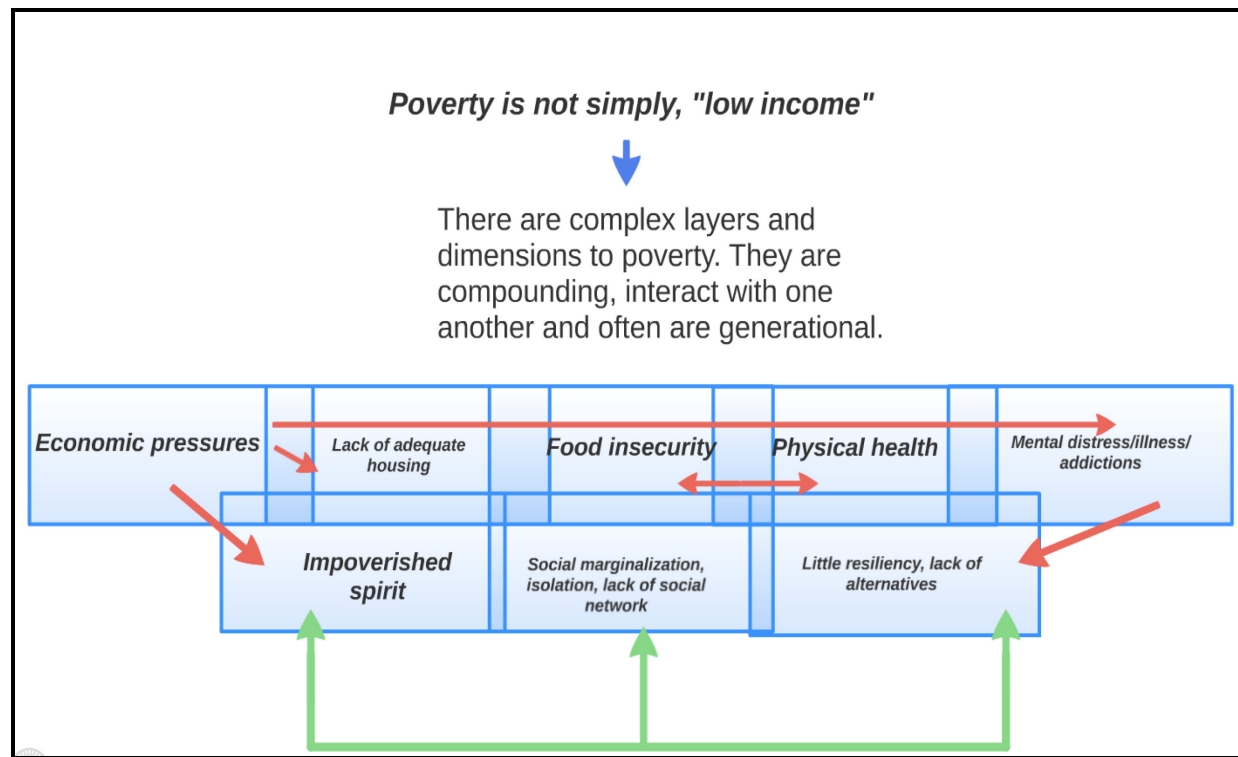 Poverty is not simply, "low income"
There are complex layers and
dimensions to poverty. They are
compounding, interact with one
another and often are generational.
Economic pressures
Lack of adequate
housing
Food insecurity
Physical health
Mental distress/illness/
addictions
Impoverished
spirit
Social marginalization,
isolation, lack of social
network
Little resiliency, lack of
alternatives